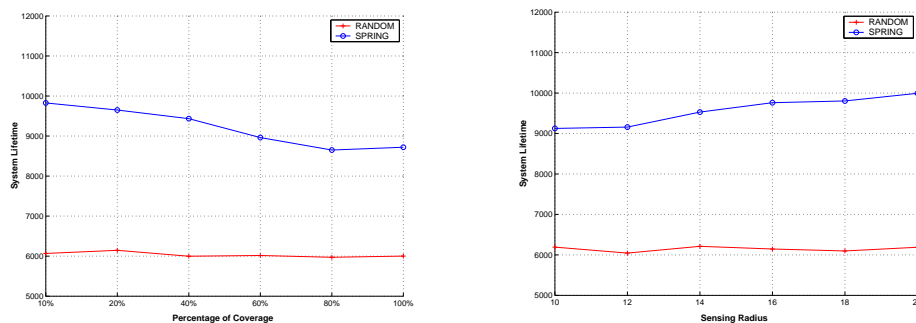 12000
11000
10000
9000
8000
7000
6000
5000
System Lifetime
RANDOM
SPRING
10% 20% 40% 60% 80% 100%
Percentage of Coverage
12000
11000
10000
9000
8000
7000
6000
5000
System Lifetime
RANDOM
SPRING
10 12 14 16 18
Sensing Radius